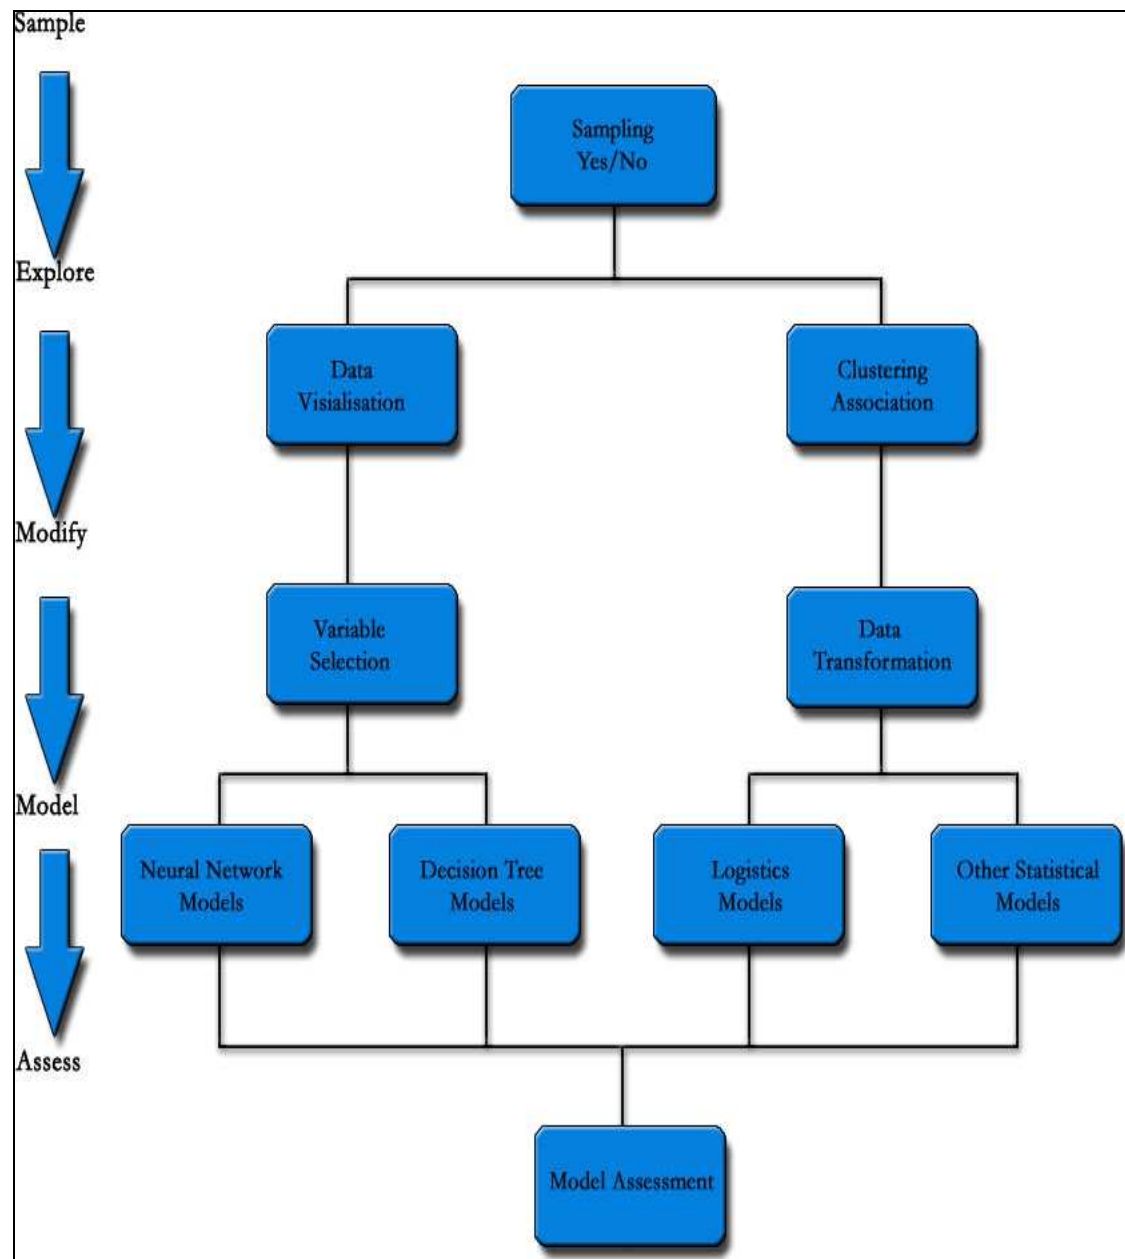 Sample
Sampling
Yes/No
Explore
Data
Visialisation
Clustering
Association
Modify
Variable
Selection
Data
Transformation
Model
Neural Network
Models
Decision Tree
Models
Logistics
Models
Other Statistical
Models
Assess
Model Assessment